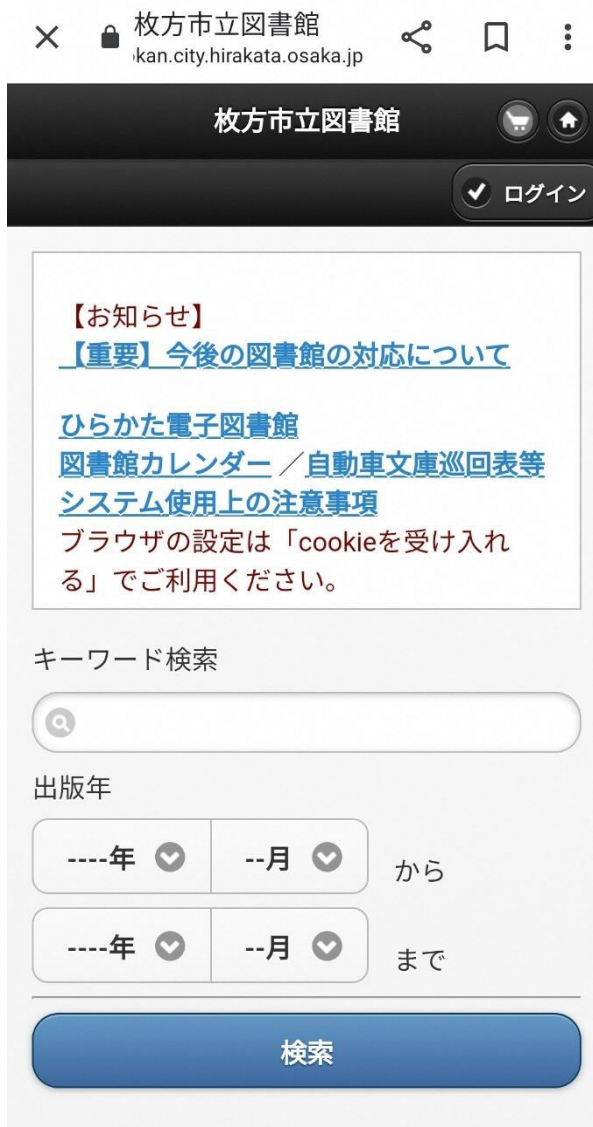 枚方市立図書館
kan.city.hirakata.osaka.jp
枚方市立図書館
ログイン
【お知らせ】
【重要】今後の図書館の対応について
ひらかた電子図書館
図書館カレンダー ／自動車文庫巡回表等
システム使用上の注意事項
ブラウザの設定は「cookieを受け入れ
る」でご利用ください。
キーワード検索
出版年
----年 --月 から
----年 --月 まで
検索